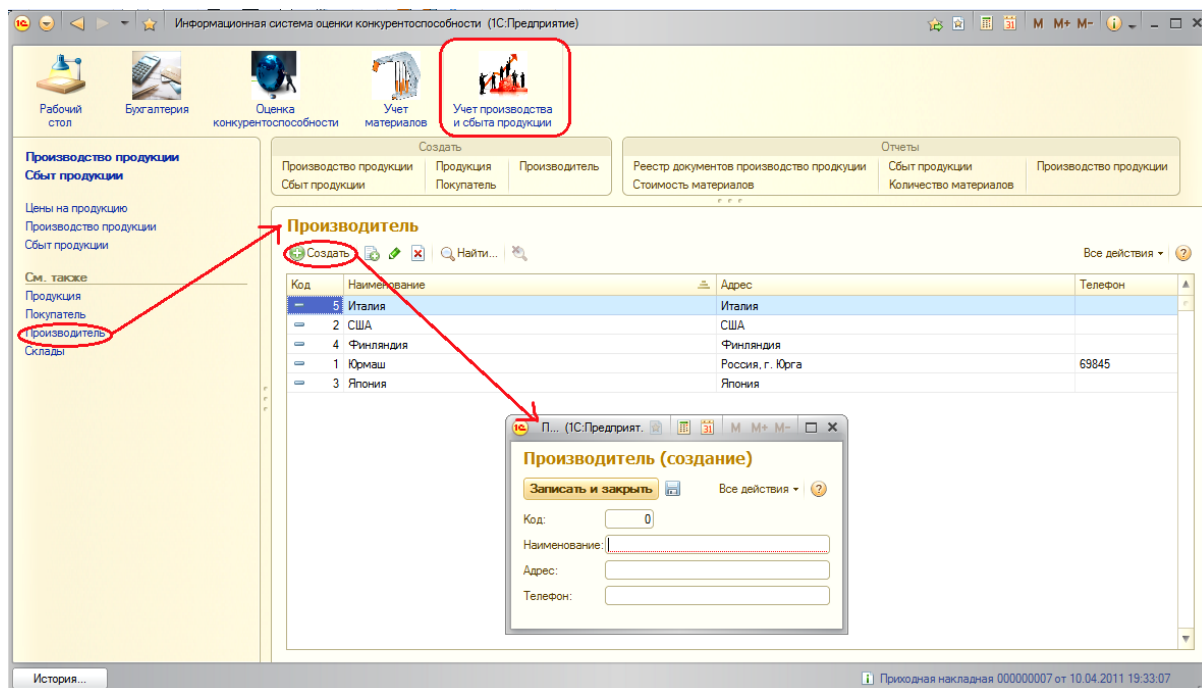 Информационная система оценки конкурентоспособности (1С:Предприятие)
M M+ M-
Рабочий стол
Бухгалтерия
Оценка конкурентоспособности
Учет материалов
Учет производства и сбыта продукции
Производство продукции
Сбыт продукции
Цены на продукцию
Производство продукции
Сбыт продукции
См. также
Продукция
Покупатель
Производитель
Склады
Создать
Производство продукции Продукция Производитель
Сбыт продукции Покупатель
Отчеты
Реестр документов производство продукции Сбыт продукции Производство продукции
Стоимость материалов Количество материалов
Производитель
Создать Найти... Все действия
Код Наименование Адрес Телефон
5 Италия Италия
2 США США
4 Финляндия Финляндия
1 Юрмаш Россия, г. Юрга 69845
3 Япония Япония
П... (1С:Предприят. 31 M M+ M-
Производитель (создание)
Записать и закрыть Все действия
Код: 0
Наименование:
Адрес:
Телефон:
История...
Приходная накладная 000000007 от 10.04.2011 19:33:07